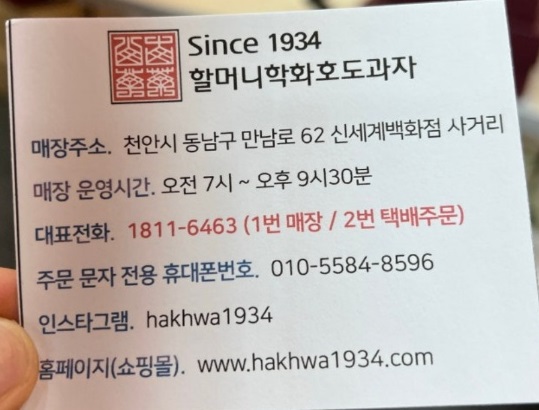 Since 1934
할머니학화호도과자
매장주소. 천안시 동남구 만남로 62 신세계백화점 사거리
매장 운영시간. 오전 7시 ~ 오후 9시30분
대표전화. 1811-6463 (1번 매장 / 2번 택배주문)
주문 문자 전용 휴대폰번호. 010-5584-8596
인스타그램. hakhwa1934
홈페이지(쇼핑몰). www.hakhwa1934.com